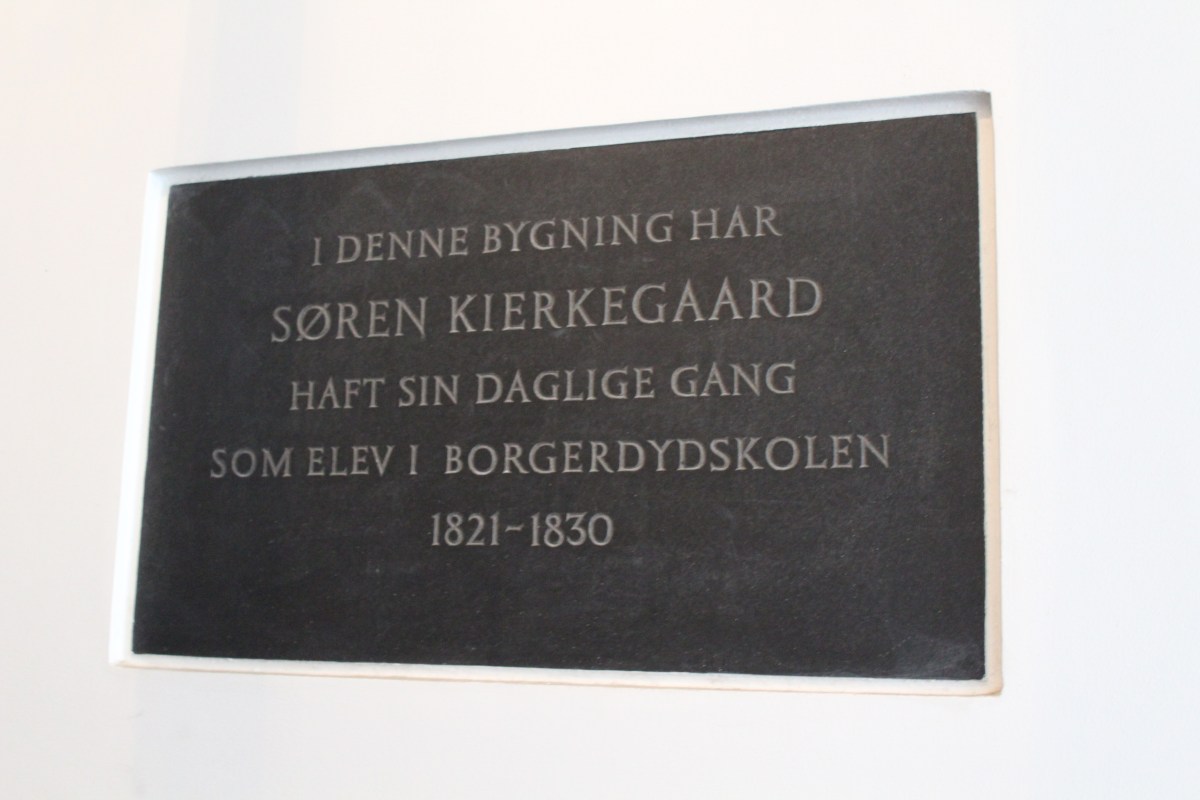 I DENNE BYGNING HAR
SØREN KIERKEGAARD
HAFT SIN DAGLIGE GANG
SOM ELEV I BORGERDYDSKOLEN
1821-1830